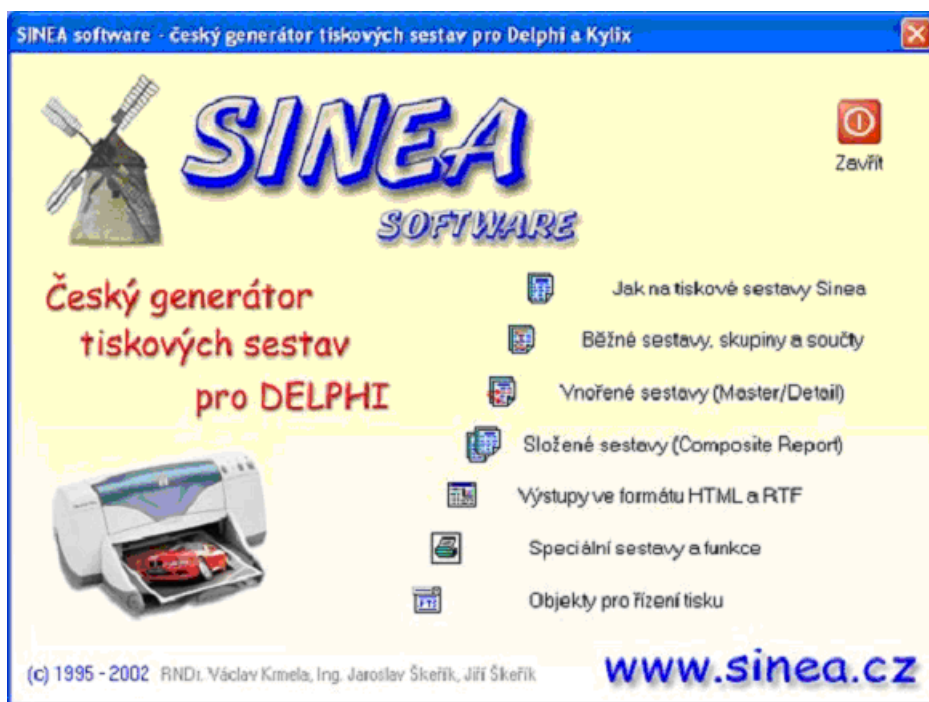 SINEA software - český generátor tiskových sestav pro Delphi a Kylix
SINEA
SOFTWARE
Zavřít
Český generátor
tiskových sestav
pro DELPHI
Jak na tiskové sestavy Sinea
Běžné sestavy, skupiny a součty
Vnořené sestavy (Master/Detail)
Složené sestavy (Composite Report)
Výstupy ve formátu HTML a RTF
Speciální sestavy a funkce
Objekty pro řízení tisku
(c) 1995 - 2002 RNDr. Václav Krmela, Ing. Jaroslav Škeřík, Jiří Škeřík
www.sinea.cz